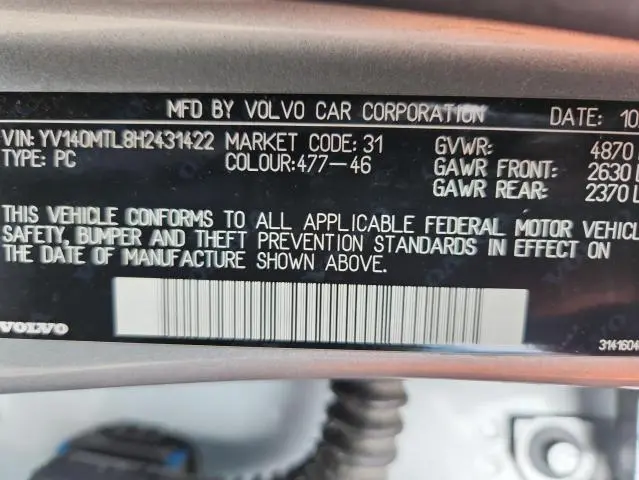 MFD BY VOLVO CAR CORPORATION DATE: 10
VIN: YV140MTL8H2431422 MARKET CODE: 31 GVWR: 4870
TYPE: PC COLOUR:477-46 GAWR FRONT: 2630
GAWR REAR: 2370
THIS VEHICLE CONFORMS TO ALL APPLICABLE FEDERAL MOTOR VEHICL
SAFETY, BUMPER AND THEFT PREVENTION STANDARDS IN EFFECT ON
THE DATE OF MANUFACTURE SHOWN ABOVE.
VOLVO 3141604